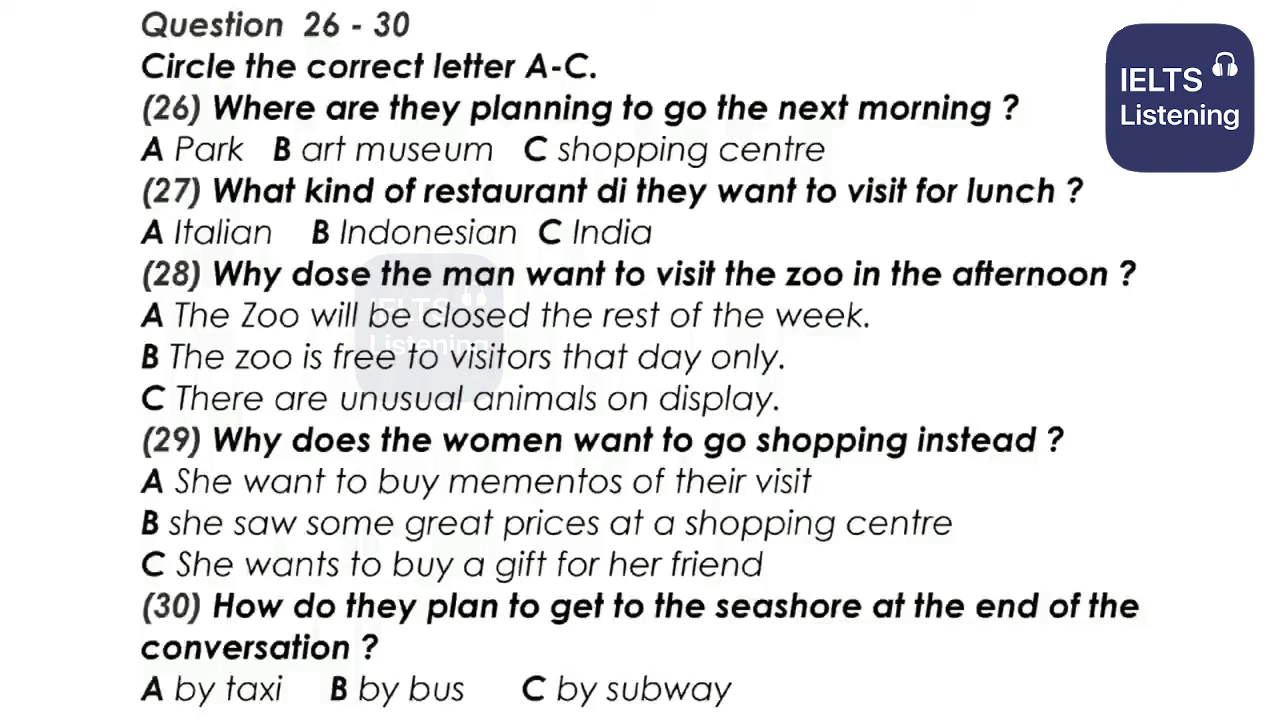 Question 26 - 30
Circle the correct letter A-C.
(26) Where are they planning to go the next morning ?
A Park B art museum C shopping centre
(27) What kind of restaurant di they want to visit for lunch ?
A Italian B Indonesian C India
(28) Why dose the man want to visit the zoo in the afternoon ?
A The Zoo will be closed the rest of the week.
B The zoo is free to visitors that day only.
C There are unusual animals on display.
(29) Why does the women want to go shopping instead ?
A She want to buy mementos of their visit
B she saw some great prices at a shopping centre
C She wants to buy a gift for her friend
(30) How do they plan to get to the seashore at the end of the
conversation ?
A by taxi B by bus C by subway
IELTS
Listening
IELTS
Listening